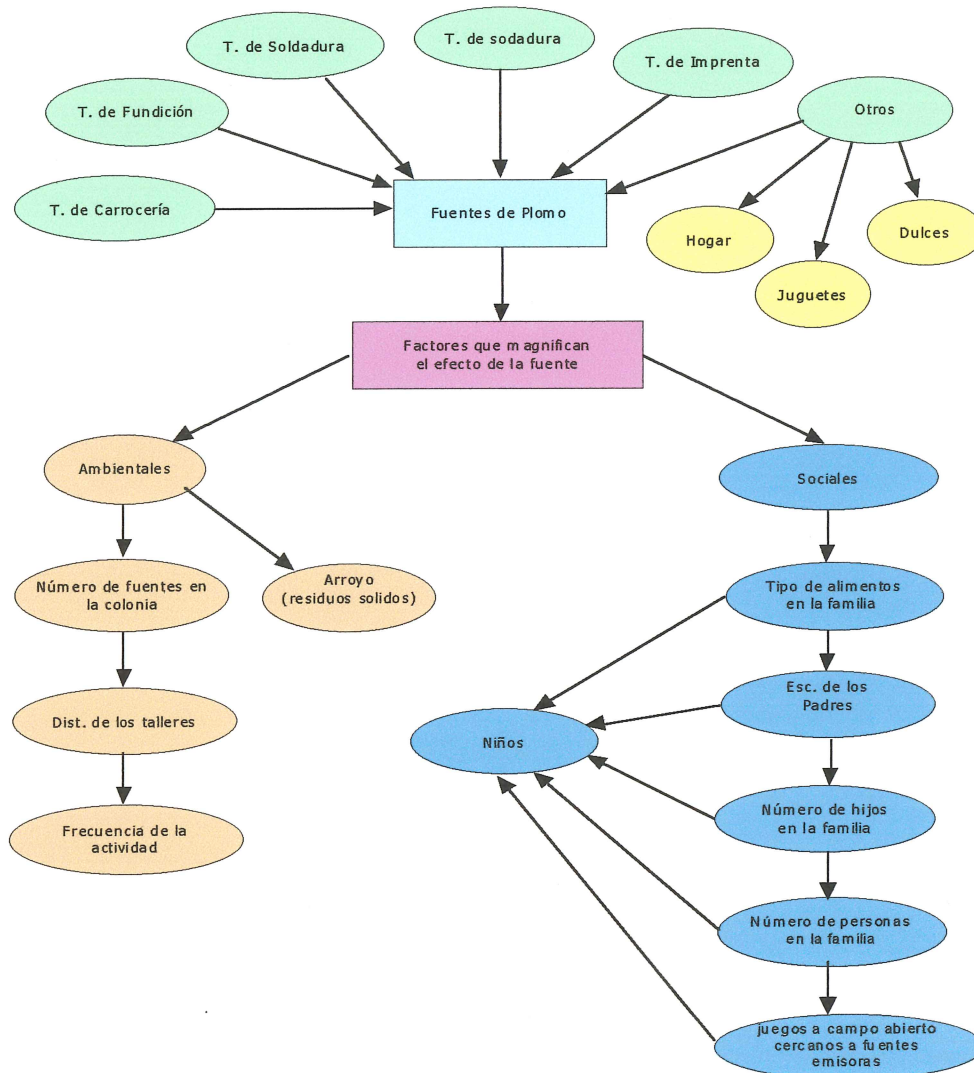 T. de Soldadura
T. de sodadura
T. de Imprenta
T. de Fundición
Otros
T. de Carrocería
Fuentes de Plomo
Hogar
Dulces
Juguetes
Factores que magnifican
el efecto de la fuente
Ambientales
Sociales
Número de fuentes en
la colonia
Arroyo
(residuos solidos)
Tipo de alimentos
en la familia
Dist. de los talleres
Esc. de los
Padres
Niños
Frecuencia de la
actividad
Número de hijos
en la familia
Número de personas
en la familia
juegos a campo abierto
cercanos a fuentes
emisoras